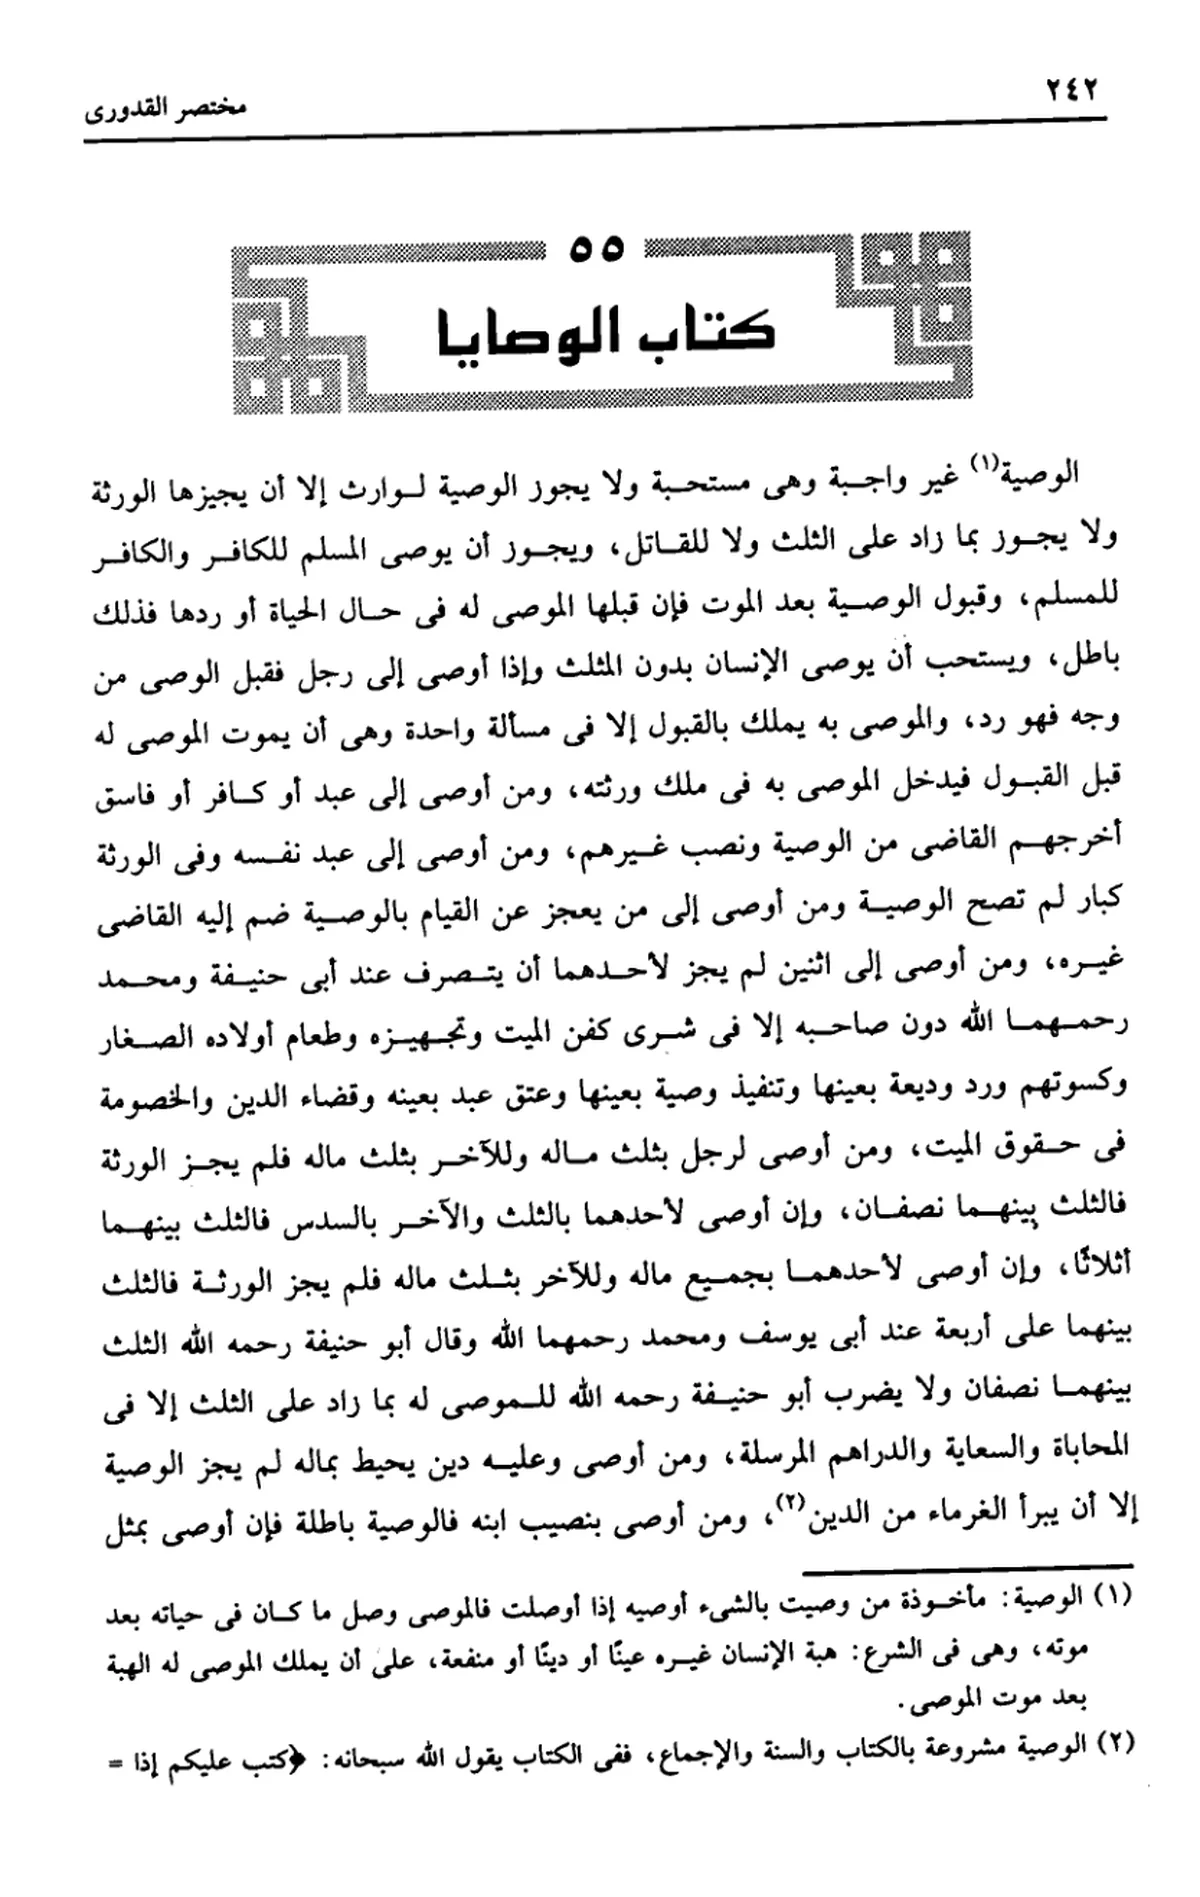 ٢٤٢
مختصر القدورى
٥٥
كتاب الوصايا
الوصية(١) غير واجبة وهى مستحبة ولا يجوز الوصية لوارث إلا أن يجيزها الورثة
ولا يجوز بما زاد على الثلث ولا للقاتل، ويجوز أن يوصى المسلم للكافر والكافر
للمسلم، وقبول الوصية بعد الموت فإن قبلها الموصى له فى حال الحياة أو ردها فذلك
باطل، ويستحب أن يوصى الإنسان بدون الثلث وإذا أوصى إلى رجل فقبل الوصى من
وجه فهو رد، والموصى به يملك بالقبول إلا فى مسألة واحدة وهى أن يموت الموصى له
قبل القبول فيدخل الموصى به فى ملك ورثته، ومن أوصى إلى عبد أو كافر أو فاسق
أخرجهم القاضى من الوصية ونصب غيرهم، ومن أوصى إلى عبد نفسه وفى الورثة
كبار لم تصح الوصية ومن أوصى إلى من يعجز عن القيام بالوصية ضم إليه القاضى
غيره، ومن أوصى إلى اثنين لم يجز لأحدهما أن يتصرف عند أبى حنيفة ومحمد
رحمهما الله دون صاحبه إلا فى شرى كفن الميت وتجهيزه وطعام أولاده الصغار
وكسوتهم ورد وديعة بعينها وتنفيذ وصية بعينها وعتق عبد بعينه وقضاء الدين والخصومة
فى حقوق الميت، ومن أوصى لرجل بثلث ماله وللآخر بثلث ماله فلم يجز الورثة
فالثلث بينهما نصفان، وإن أوصى لأحدهما بالثلث والآخر بالسدس فالثلث بينهما
أثلاثًا، وإن أوصى لأحدهما بجميع ماله وللآخر بثلث ماله فلم يجز الورثة فالثلث
بينهما على أربعة عند أبى يوسف ومحمد رحمهما الله وقال أبو حنيفة رحمه الله الثلث
بينهما نصفان ولا يضرب أبو حنيفة رحمه الله للموصى له بما زاد على الثلث إلا فى
المحاباة والسعاية والدراهم المرسلة، ومن أوصى وعليه دين يحيط بماله لم يجز الوصية
إلا أن يبرأ الغرماء من الدين(٢)، ومن أوصى بنصيب ابنه فالوصية باطلة فإن أوصى بمثل
(١) الوصية: مأخوذة من وصيت بالشىء أوصيه إذا أوصلت فالموصى وصل ما كان فى حياته بعد
موته، وهى فى الشرع: هبة الإنسان غيره عينًا أو دينًا أو منفعة، على أن يملك الموصى له الهبة
بعد موت الموصى.
(٢) الوصية مشروعة بالكتاب والسنة والإجماع، ففى الكتاب يقول الله سبحانه: ﴿كتب عليكم إذا =